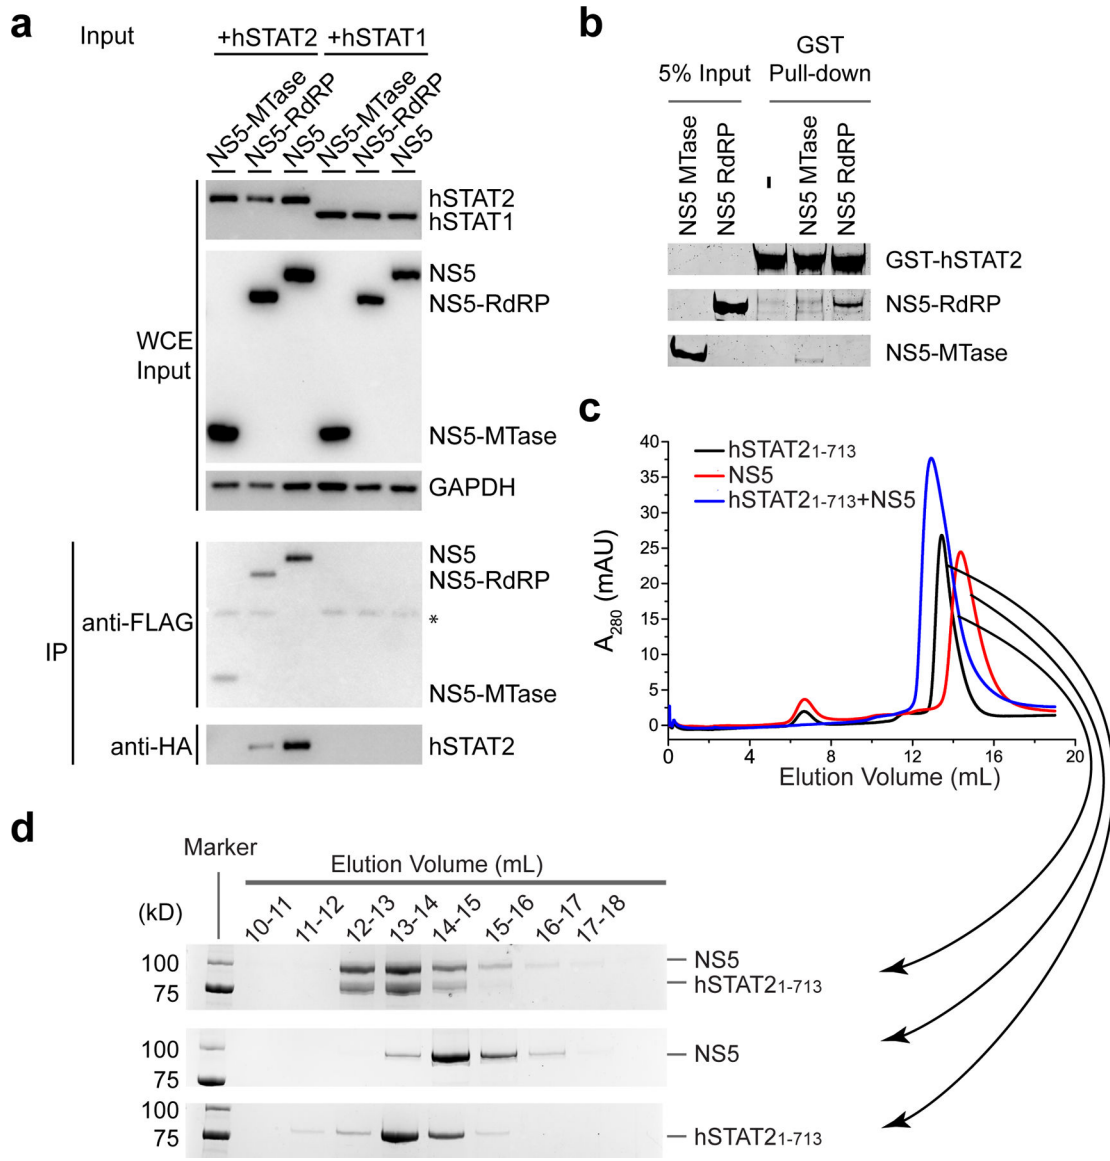 a
Input
+hSTAT2 +hSTAT1
NS5-MTase
NS5-RdRP
NS5
NS5-MTase
NS5-RdRP
NS5
hSTAT2
hSTAT1
WCE
Input
NS5
NS5-RdRP
NS5-MTase
GAPDH
IP
anti-FLAG
NS5
NS5-RdRP
*
NS5-MTase
anti-HA
hSTAT2
b
5% Input
GST
Pull-down
NS5 MTase
NS5 RdRP
-
NS5 MTase
NS5 RdRP
GST-hSTAT2
NS5-RdRP
NS5-MTase
c
hSTAT21-713
NS5
hSTAT21-713+NS5
A280 (mAU)
40
35
30
25
20
15
10
5
0
0 4 8 12 16 20
Elution Volume (mL)
d
Marker
Elution Volume (mL)
(kD)
10-11
11-12
12-13
13-14
14-15
15-16
16-17
17-18
100
75
NS5
hSTAT21-713
100
75
NS5
100
75
hSTAT21-713